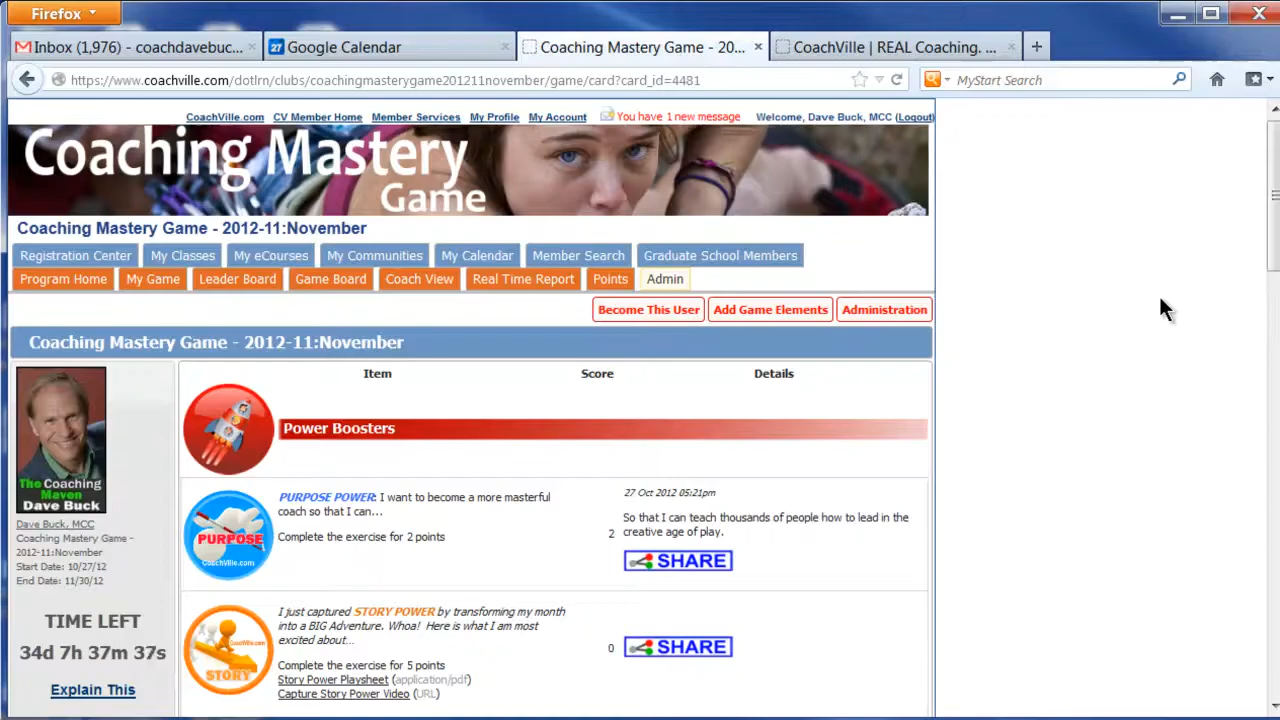 Firefox
Inbox (1,976) - coachdavebuc...
27 Google Calendar
Coaching Mastery Game - 20...
CoachVille | REAL Coaching. ...
https://www.coachville.com/dotlrn/clubs/coachingmasterygame201211november/game/card?card_id=4481
MyStart Search
CoachVille.com CV Member Home Member Services My Profile My Account You have 1 new message Welcome, Dave Buck, MCC (Logout)
Coaching Mastery
Game
Coaching Mastery Game - 2012-11:November
Registration Center My Classes My eCourses My Communities My Calendar Member Search Graduate School Members
Program Home My Game Leader Board Game Board Coach View Real Time Report Points Admin
Become This User Add Game Elements Administration
Coaching Mastery Game - 2012-11:November
Item Score Details
Power Boosters
The Coaching
Maven
Dave Buck
Dave Buck, MCC
Coaching Mastery Game -
2012-11:November
Start Date: 10/27/12
End Date: 11/30/12
TIME LEFT
34d 7h 37m 37s
Explain This
PURPOSE
CoachVille.com
PURPOSE POWER: I want to become a more masterful
coach so that I can...
Complete the exercise for 2 points
2
27 Oct 2012 05:21pm
So that I can teach thousands of people how to lead in the
creative age of play.
SHARE
CoachVille.com
STORY
I just captured STORY POWER by transforming my month
into a BIG Adventure. Whoa! Here is what I am most
excited about...
Complete the exercise for 5 points
Story Power Playsheet (application/pdf)
Capture Story Power Video (URL)
0
SHARE